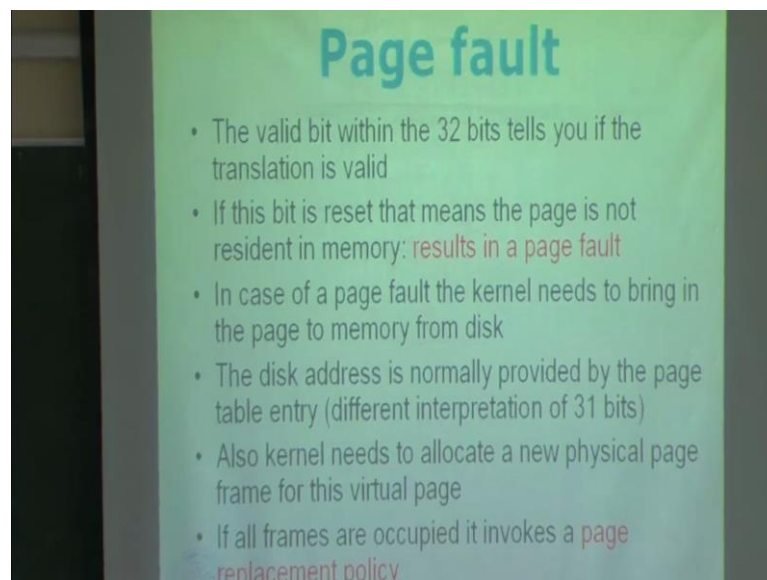 Page fault
• The valid bit within the 32 bits tells you if the
translation is valid
• If this bit is reset that means the page is not
resident in memory: results in a page fault
• In case of a page fault the kernel needs to bring in
the page to memory from disk
• The disk address is normally provided by the page
table entry (different interpretation of 31 bits)
• Also kernel needs to allocate a new physical page
frame for this virtual page
• If all frames are occupied it invokes a page
replacement policy